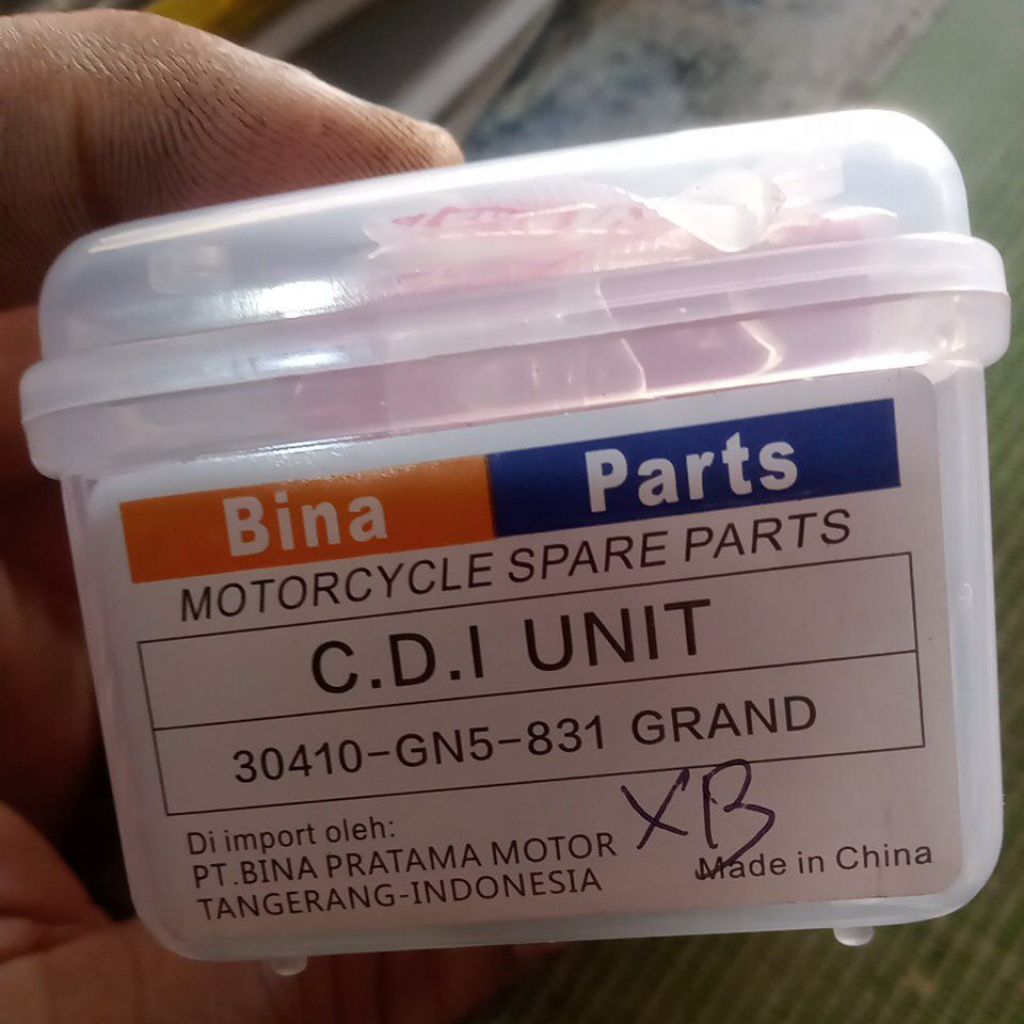 Bina Parts
MOTORCYCLE SPARE PARTS
C.D.I UNIT
30410-GN5-831 GRAND
XB
Di import oleh:
PT.BINA PRATAMA MOTOR
TANGERANG-INDONESIA
Made in China